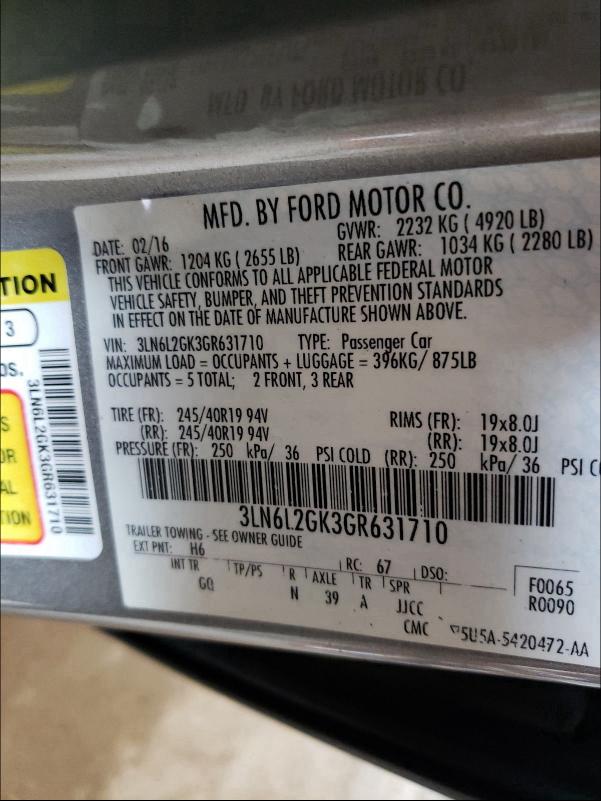 MFD. BY FORD MOTOR CO.
MFD. BY FORD MOTOR CO.
DATE: 02/16 GVWR: 2232 KG ( 4920 LB)
FRONT GAWR: 1204 KG ( 2655 LB) REAR GAWR: 1034 KG ( 2280 LB)
THIS VEHICLE CONFORMS TO ALL APPLICABLE FEDERAL MOTOR
VEHICLE SAFETY, BUMPER, AND THEFT PREVENTION STANDARDS
IN EFFECT ON THE DATE OF MANUFACTURE SHOWN ABOVE.
VIN: 3LN6L2GK3GR631710 TYPE: Passenger Car
MAXIMUM LOAD = OCCUPANTS + LUGGAGE = 396KG/ 875LB
OCCUPANTS = 5 TOTAL; 2 FRONT, 3 REAR
TIRE (FR): 245/40R19 94V RIMS (FR): 19x8.0J
(RR): 245/40R19 94V (RR): 19x8.0J
PRESSURE (FR): 250 kPa/ 36 PSI COLD (RR): 250 kPa/ 36 PSI C
3LN6L2GK3GR631710
TRAILER TOWING - SEE OWNER GUIDE
EXT PNT: H6 RC: 67 DSO:
INT TR TP/PS R AXLE TR SPR F0065
GQ N 39 A JJCC R0090
CMC 5U5A-5420472-AA
TION
3
OS.
S
OR
AL
TION
3LN6L2GK3GR631710